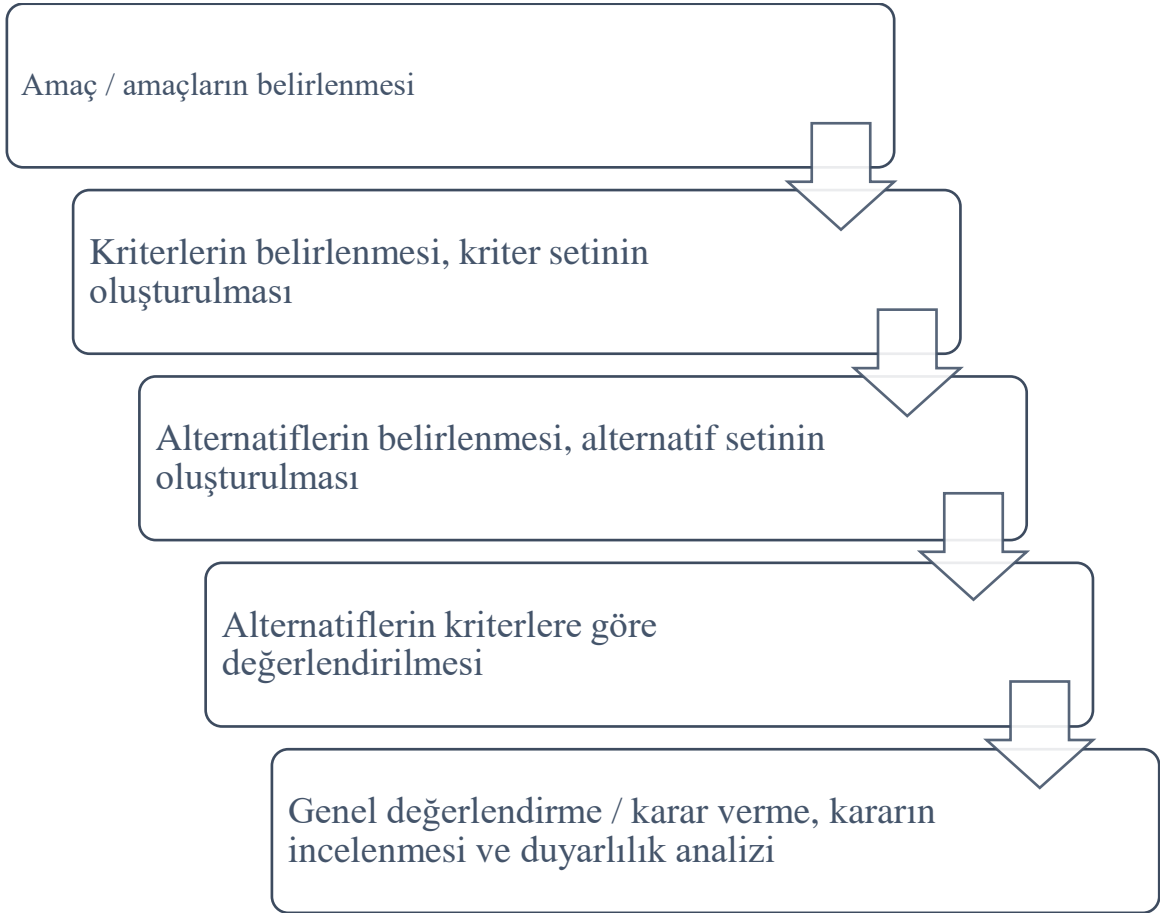 Amaç / amaçların belirlenmesi
Kriterlerin belirlenmesi, kriter setinin
oluşturulması
Alternatiflerin belirlenmesi, alternatif setinin
oluşturulması
Alternatiflerin kriterlere göre
değerlendirilmesi
Genel değerlendirme / karar verme, kararın
incelenmesi ve duyarlılık analizi